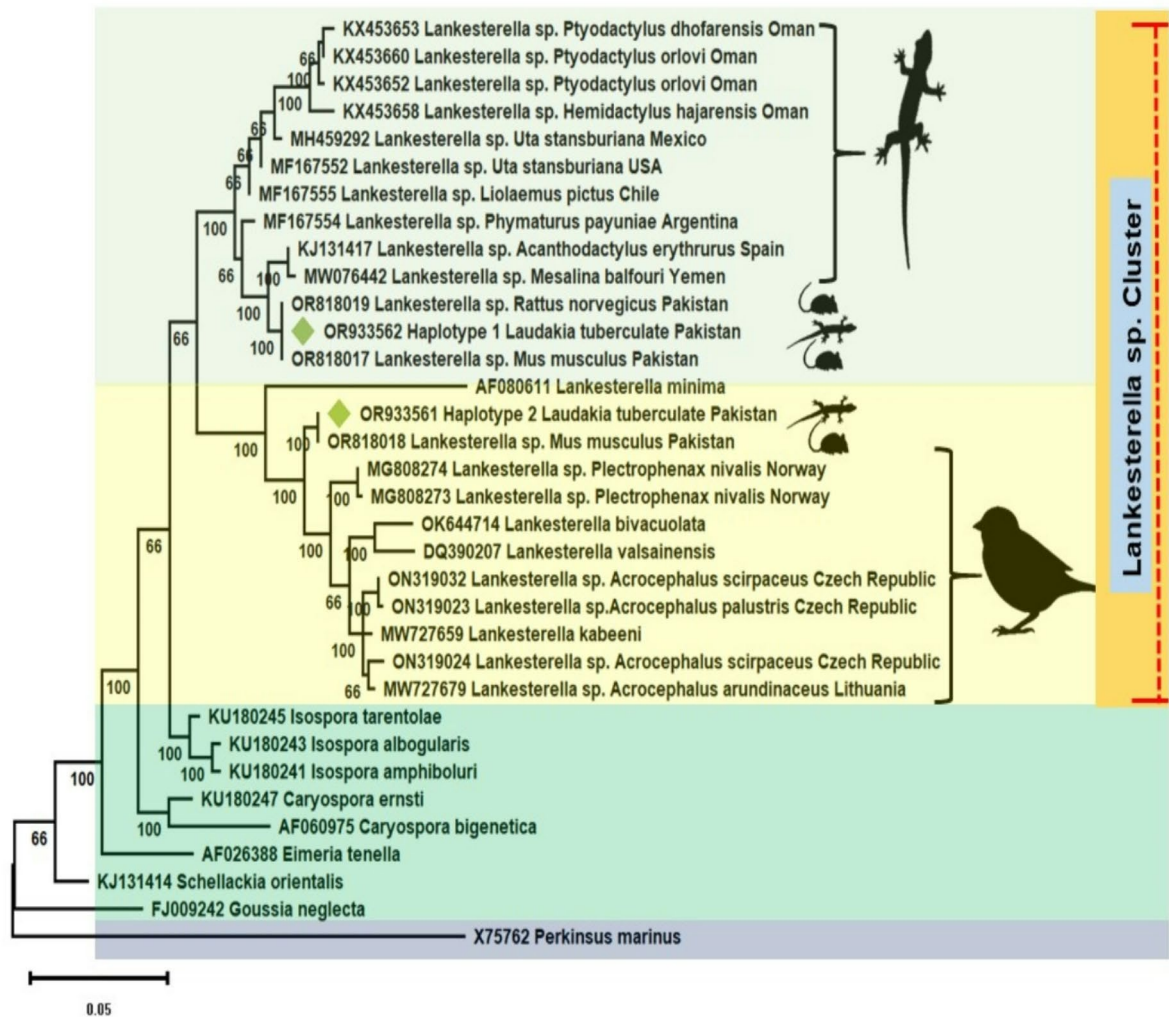 KX453653 Lankesterella sp. Ptyodactylus dhofarensis Oman
66
KX453660 Lankesterella sp. Ptyodactylus orlovi Oman
100
KX453652 Lankesterella sp. Ptyodactylus orlovi Oman
100
KX453658 Lankesterella sp. Hemidactylus hajarensis Oman
66
MH459292 Lankesterella sp. Uta stansburiana Mexico
66
MF167552 Lankesterella sp. Uta stansburiana USA
66
MF167555 Lankesterella sp. Liolaemus pictus Chile
100
MF167554 Lankesterella sp. Phymaturus payuniae Argentina
66
KJ131417 Lankesterella sp. Acanthodactylus erythrurus Spain
100
MW076442 Lankesterella sp. Mesalina balfouri Yemen
100
OR818019 Lankesterella sp. Rattus norvegicus Pakistan
66
OR933562 Haplotype 1 Laudakia tuberculate Pakistan
100
OR818017 Lankesterella sp. Mus musculus Pakistan
AF080611 Lankesterella minima
OR933561 Haplotype 2 Laudakia tuberculate Pakistan
100
100
OR818018 Lankesterella sp. Mus musculus Pakistan
MG808274 Lankesterella sp. Plectrophenax nivalis Norway
100
100
MG808273 Lankesterella sp. Plectrophenax nivalis Norway
OK644714 Lankesterella bivacuolata
100
100
DQ390207 Lankesterella valsainensis
66
ON319032 Lankesterella sp. Acrocephalus scirpaceus Czech Republic
66
100
ON319023 Lankesterella sp.Acrocephalus palustris Czech Republic
MW727659 Lankesterella kabeeni
100
ON319024 Lankesterella sp. Acrocephalus scirpaceus Czech Republic
66
MW727679 Lankesterella sp. Acrocephalus arundinaceus Lithuania
100
KU180245 Isospora tarentolae
KU180243 Isospora albogularis
100
100
KU180241 Isospora amphiboluri
100
KU180247 Caryospora ernsti
100
AF060975 Caryospora bigenetica
66
AF026388 Eimeria tenella
KJ131414 Schellackia orientalis
FJ009242 Goussia neglecta
X75762 Perkinsus marinus
0.05
Lankesterella sp. Cluster